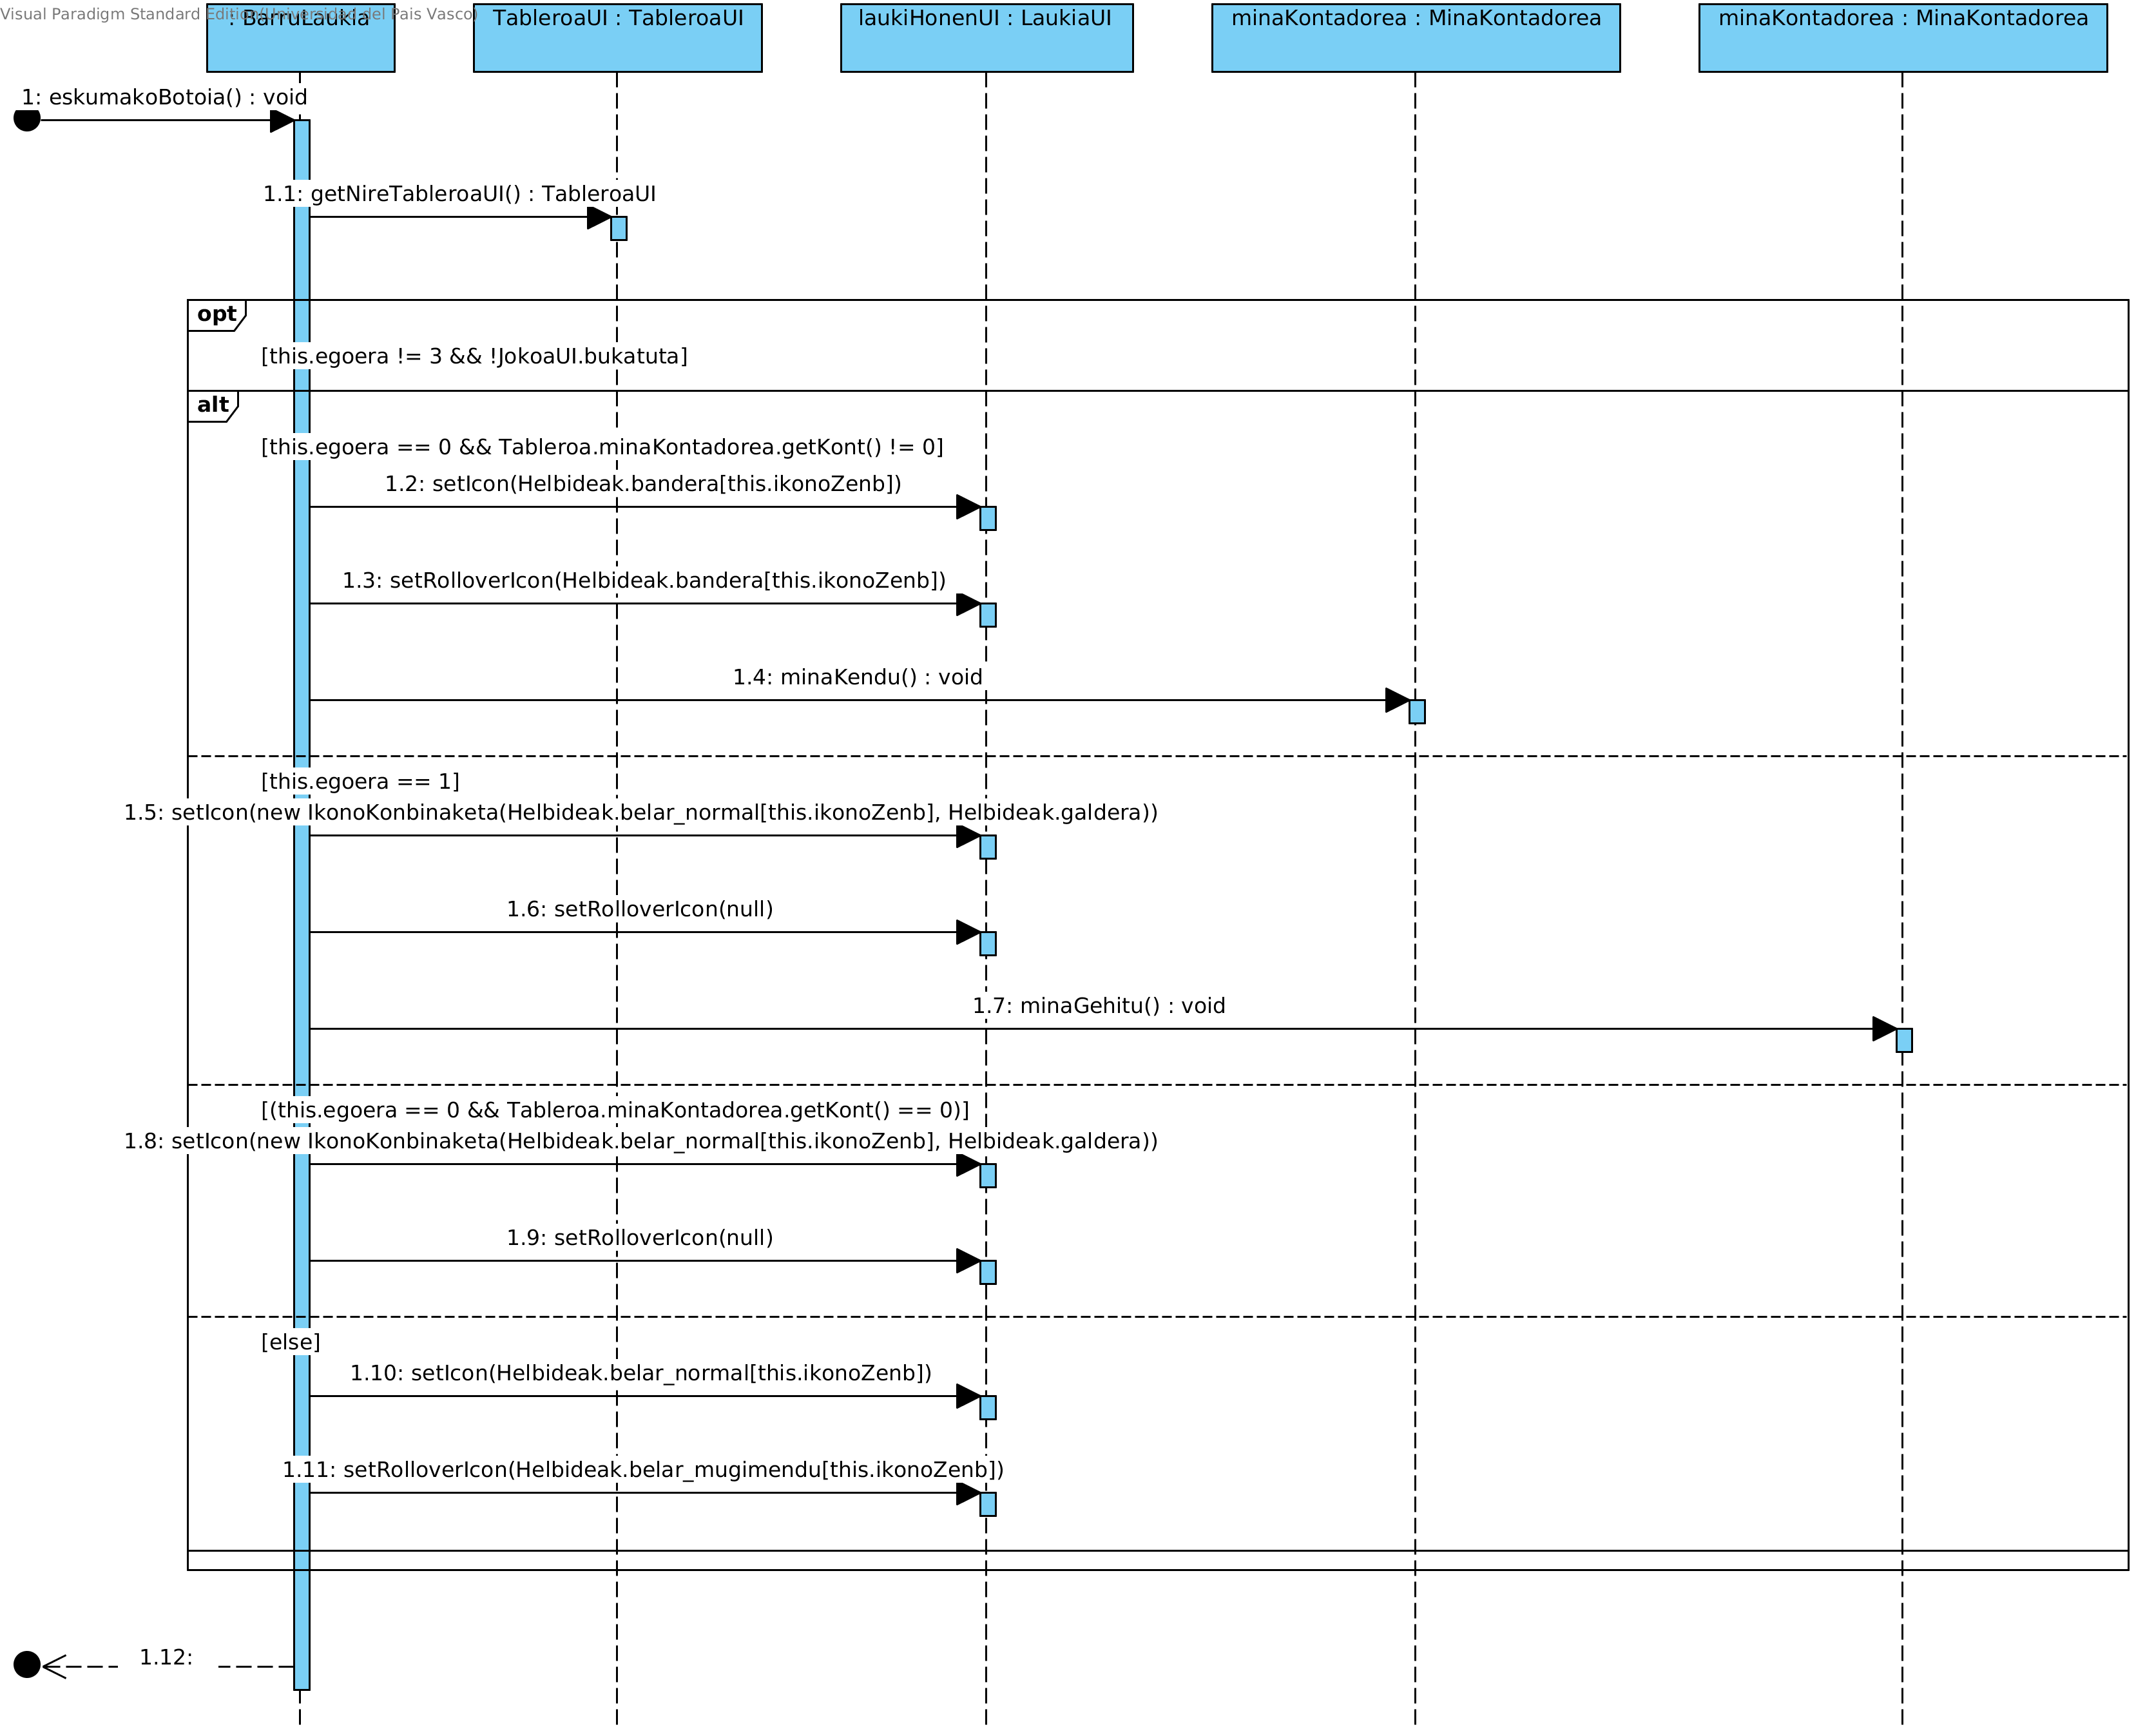 Visual Paradigm Standard Edition(Universidad del Pais Vasco)
: BarruLaukia
TableroaUI : TableroaUI
laukiHonenUI : LaukiaUI
minaKontadorea : MinaKontadorea
minaKontadorea : MinaKontadorea
1: eskumakoBotoia() : void
1.1: getNireTableroaUI() : TableroaUI
opt
[this.egoera != 3 && !JokoaUI.bukatuta]
alt
[this.egoera == 0 && Tableroa.minaKontadorea.getKont() != 0]
1.2: setIcon(Helbideak.bandera[this.ikonoZenb])
1.3: setRolloverIcon(Helbideak.bandera[this.ikonoZenb])
1.4: minaKendu() : void
[this.egoera == 1]
1.5: setIcon(new IkonoKonbinaketa(Helbideak.belar_normal[this.ikonoZenb], Helbideak.galdera))
1.6: setRolloverIcon(null)
1.7: minaGehitu() : void
[(this.egoera == 0 && Tableroa.minaKontadorea.getKont() == 0)]
1.8: setIcon(new IkonoKonbinaketa(Helbideak.belar_normal[this.ikonoZenb], Helbideak.galdera))
1.9: setRolloverIcon(null)
[else]
1.10: setIcon(Helbideak.belar_normal[this.ikonoZenb])
1.11: setRolloverIcon(Helbideak.belar_mugimendu[this.ikonoZenb])
1.12: